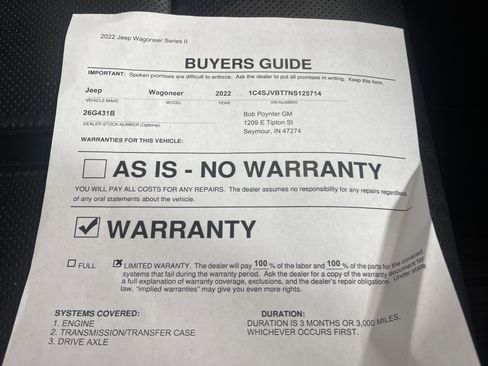 2022 Jeep Wagoneer Series II
BUYERS GUIDE
IMPORTANT: Spoken promises are difficult to enforce. Ask the dealer to put all promises in writing. Keep this form.
Jeep Wagoneer 2022 1C4SJVBT7NS125714
VEHICLE MAKE MODEL YEAR VIN NUMBER
26G431B Bob Poynter GM
DEALER STOCK NUMBER (Optional) 1209 E Tipton St
Seymour, IN 47274
WARRANTIES FOR THIS VEHICLE:
AS IS - NO WARRANTY
YOU WILL PAY ALL COSTS FOR ANY REPAIRS. The dealer assumes no responsibility for any repairs regardless
of any oral statements about the vehicle.
WARRANTY
FULL LIMITED WARANTY. The dealer will pay 100 % of the labor and 100 % of the parts for the covered
systems that fail during the warranty period. Ask the dealer for a copy of the warranty document for
a full explanation of warranty coverage, exclusions, and the dealer's repair obligations. Under state
law, "implied warranties" may give you even more rights.
SYSTEMS COVERED: DURATION:
1. ENGINE DURATION IS 3 MONTHS OR 3,000 MILES,
2. TRANSMISSION/TRANSFER CASE WHICHEVER OCCURS FIRST.
3. DRIVE AXLE